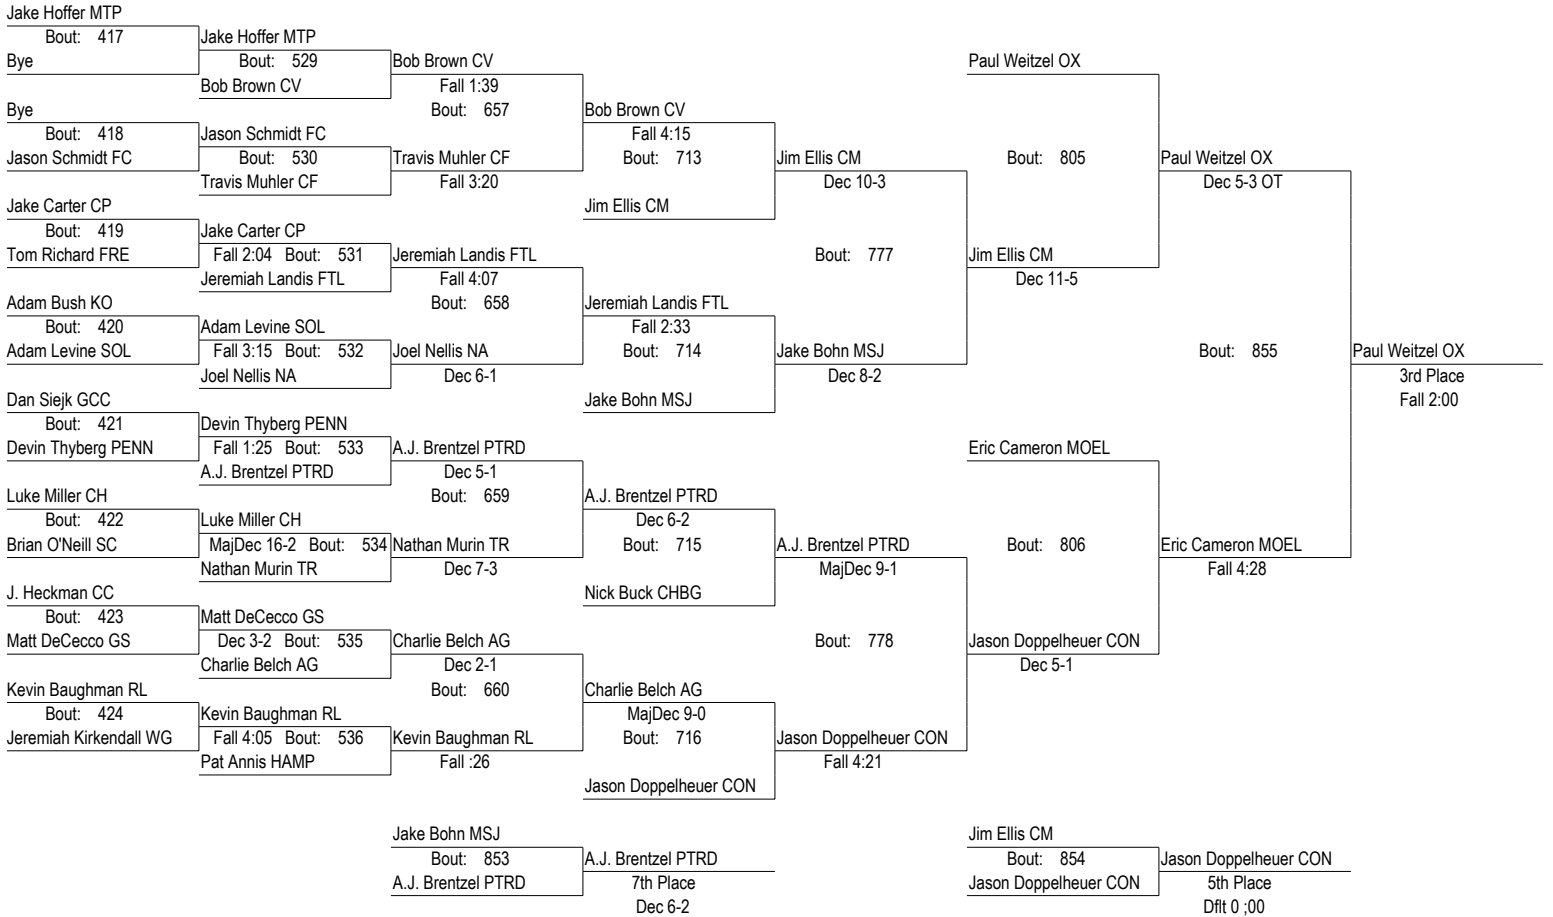 Jake Hoffer MTP
Bout: 417
Jake Hoffer MTP
Bye
Bout: 529
Bob Brown CV
Paul Weitzel OX
Bob Brown CV
Fall 1:39
Bye
Bout: 657
Bob Brown CV
Bout: 418
Jason Schmidt FC
Fall 4:15
Jason Schmidt FC
Bout: 530
Travis Muhler CF
Bout: 713
Jim Ellis CM
Bout: 805
Paul Weitzel OX
Travis Muhler CF
Fall 3:20
Dec 10-3
Dec 5-3 OT
Jake Carter CP
Jim Ellis CM
Bout: 419
Jake Carter CP
Tom Richard FRE
Fall 2:04 Bout: 531
Jeremiah Landis FTL
Bout: 777
Jim Ellis CM
Jeremiah Landis FTL
Fall 4:07
Dec 11-5
Adam Bush KO
Bout: 658
Jeremiah Landis FTL
Bout: 420
Adam Levine SOL
Fall 2:33
Adam Levine SOL
Fall 3:15 Bout: 532
Joel Nellis NA
Bout: 714
Jake Bohn MSJ
Bout: 855
Paul Weitzel OX
Joel Nellis NA
Dec 6-1
Dec 8-2
3rd Place
Dan Siejk GCC
Jake Bohn MSJ
Fall 2:00
Bout: 421
Devin Thyberg PENN
Devin Thyberg PENN
Fall 1:25 Bout: 533
A.J. Brentzel PTRD
Eric Cameron MOEL
A.J. Brentzel PTRD
Dec 5-1
Luke Miller CH
Bout: 659
A.J. Brentzel PTRD
Bout: 422
Luke Miller CH
Dec 6-2
Brian O'Neill SC
MajDec 16-2 Bout: 534
Nathan Murin TR
Bout: 715
A.J. Brentzel PTRD
Bout: 806
Eric Cameron MOEL
Nathan Murin TR
Dec 7-3
MajDec 9-1
Fall 4:28
J. Heckman CC
Nick Buck CHBG
Bout: 423
Matt DeCecco GS
Matt DeCecco GS
Dec 3-2 Bout: 535
Charlie Belch AG
Bout: 778
Jason Doppelheuer CON
Charlie Belch AG
Dec 2-1
Dec 5-1
Kevin Baughman RL
Bout: 660
Charlie Belch AG
Bout: 424
Kevin Baughman RL
MajDec 9-0
Jeremiah Kirkendall WG
Fall 4:05 Bout: 536
Kevin Baughman RL
Bout: 716
Jason Doppelheuer CON
Pat Annis HAMP
Fall :26
Fall 4:21
Jason Doppelheuer CON
Jake Bohn MSJ
Jim Ellis CM
Bout: 853
A.J. Brentzel PTRD
Bout: 854
Jason Doppelheuer CON
A.J. Brentzel PTRD
7th Place
Jason Doppelheuer CON
5th Place
Dec 6-2
Dflt 0 ;00